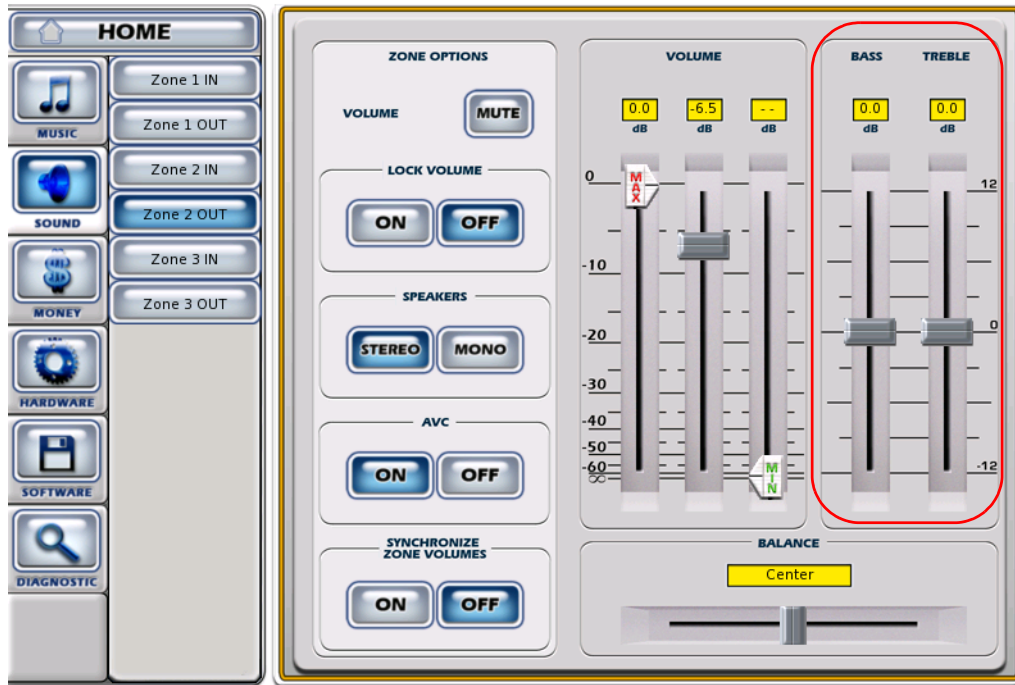 HOME
MUSIC
SOUND
MONEY
HARDWARE
SOFTWARE
DIAGNOSTIC
Zone 1 IN
Zone 1 OUT
Zone 2 IN
Zone 2 OUT
Zone 3 IN
Zone 3 OUT
ZONE OPTIONS
VOLUME
MUTE
LOCK VOLUME
ON
OFF
SPEAKERS
STEREO
MONO
AVC
ON
OFF
SYNCHRONIZE
ZONE VOLUMES
ON
OFF
VOLUME
0.0
-6.5
--
dB
dB
dB
MAX
MIN
0
-10
-20
-30
-40
-50
-60
∞
BASS
TREBLE
0.0
0.0
dB
dB
12
0
-12
BALANCE
Center